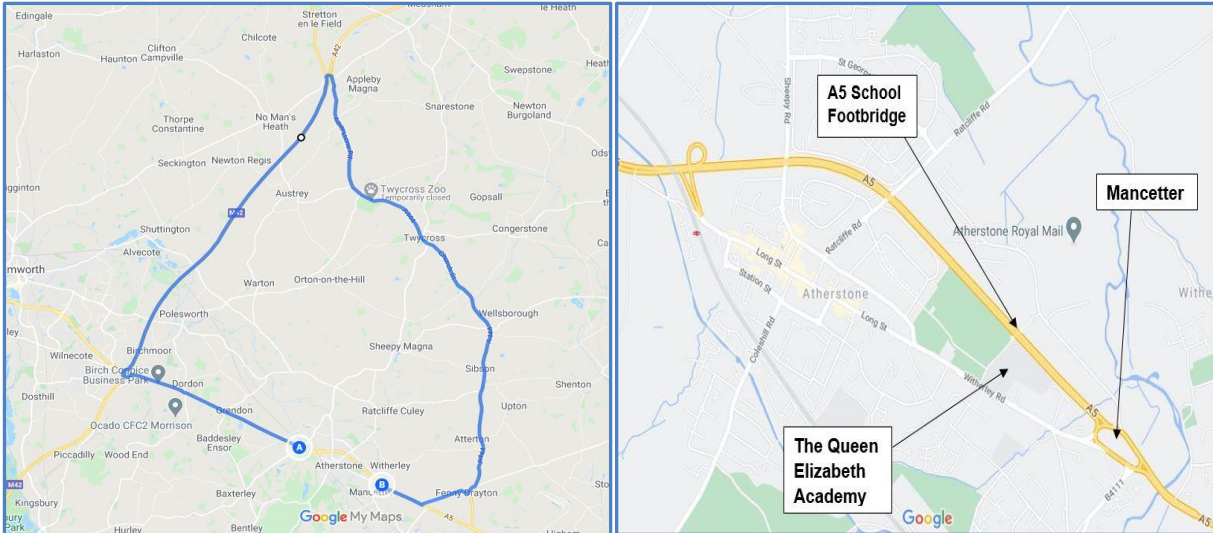 Edingale
Stretton
en le Field
Measham
le Heath
Chilcote
A42
Harlaston
Clifton
Campville
Haunton
Swepstone
Heath
Appleby
Magna
Snarestone
Newton
Burgoland
No Man's
Heath
Thorpe
Constantine
Seckington
Newton Regis
Austrey
Twycross Zoo
Temporarily closed
Gopsall
M42
Congerstone
Shuttington
Twycross
Alvecote
Orton-on-the-Hill
Warton
Polesworth
Wellsborough
Wilnecote
Birchmoor
Sheepy Magna
Birch Coppice
Business Park
Dordon
Sibson
Shenton
Dosthill
Ocado CFC2 Morrison
Grendon
Ratcliffe Culey
Upton
Baddesley
Ensor
Atterton
Piccadilly
Wood End
A
Atherstone
Witherley
M42
Kingsbury
Baxterley
B
Fenny Drayton
Hurley
Bentley
Google My Maps
A5
A5 School
Footbridge
St George
Sheepy Rd
Ratcliffe Rd
A5
Mancetter
Ratcliffe Rd
Atherstone Royal Mail
Long St
Station St
Atherstone
Long St
Coleshill Rd
Witherley Rd
A5
The Queen
Elizabeth
Academy
B4111
Google
A5